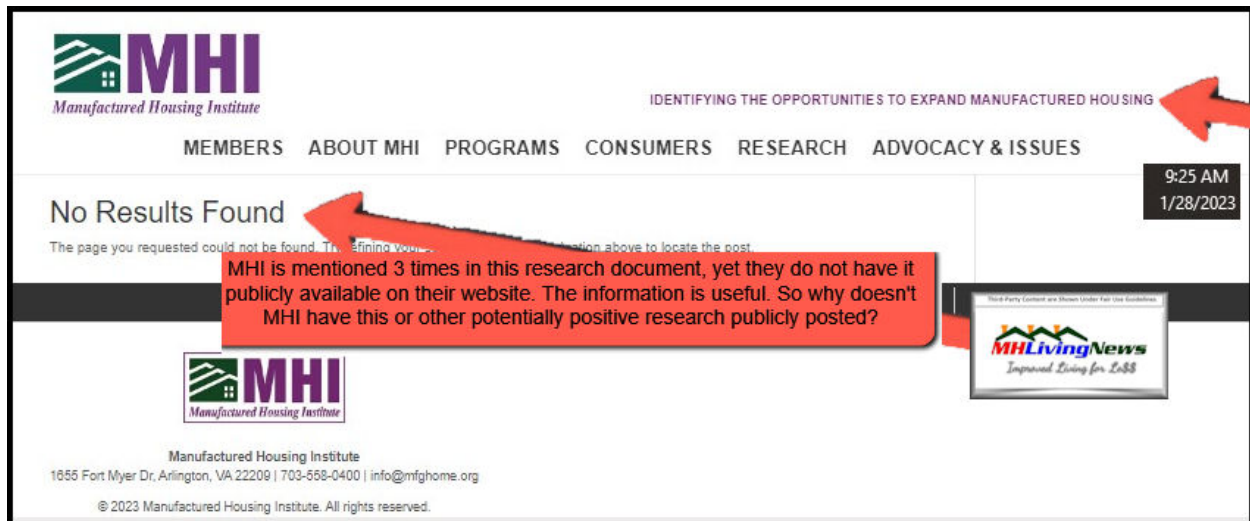 MHI
Manufactured Housing Institute
IDENTIFYING THE OPPORTUNITIES TO EXPAND MANUFACTURED HOUSING
MEMBERS ABOUT MHI PROGRAMS CONSUMERS RESEARCH ADVOCACY & ISSUES
9:25 AM
1/28/2023
No Results Found
The page you requested could not be found. above to locate the post.
MHI is mentioned 3 times in this research document, yet they do not have it
publicly available on their website. The information is useful. So why doesn't
MHI have this or other potentially positive research publicly posted?
Third-Party Content are Shown Under Fair Use Guidelines.
MHLivingNews
Improved Living for Le$$
MHI
Manufactured Housing Institute
Manufactured Housing Institute
1655 Fort Myer Dr, Arlington, VA 22209 | 703-558-0400 | info@mfghome.org
© 2023 Manufactured Housing Institute. All rights reserved.